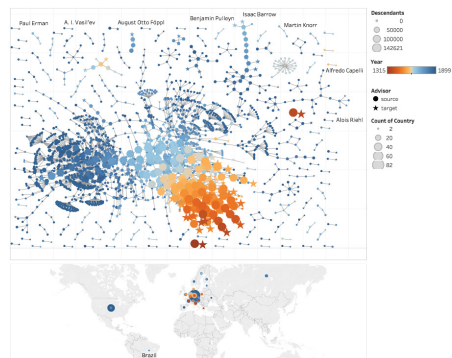 Paul Erman
A. I. Vasil'ev
August Otto Föppl
Benjamin Pulleyn
Isaac Barrow
Martin Knorr
Alfredo Capelli
Alois Riehl
Brazil
Descendants
0
50000
100000
142621
Year
1315
1899
Advisor
source
target
Count of Country
2
20
40
60
82